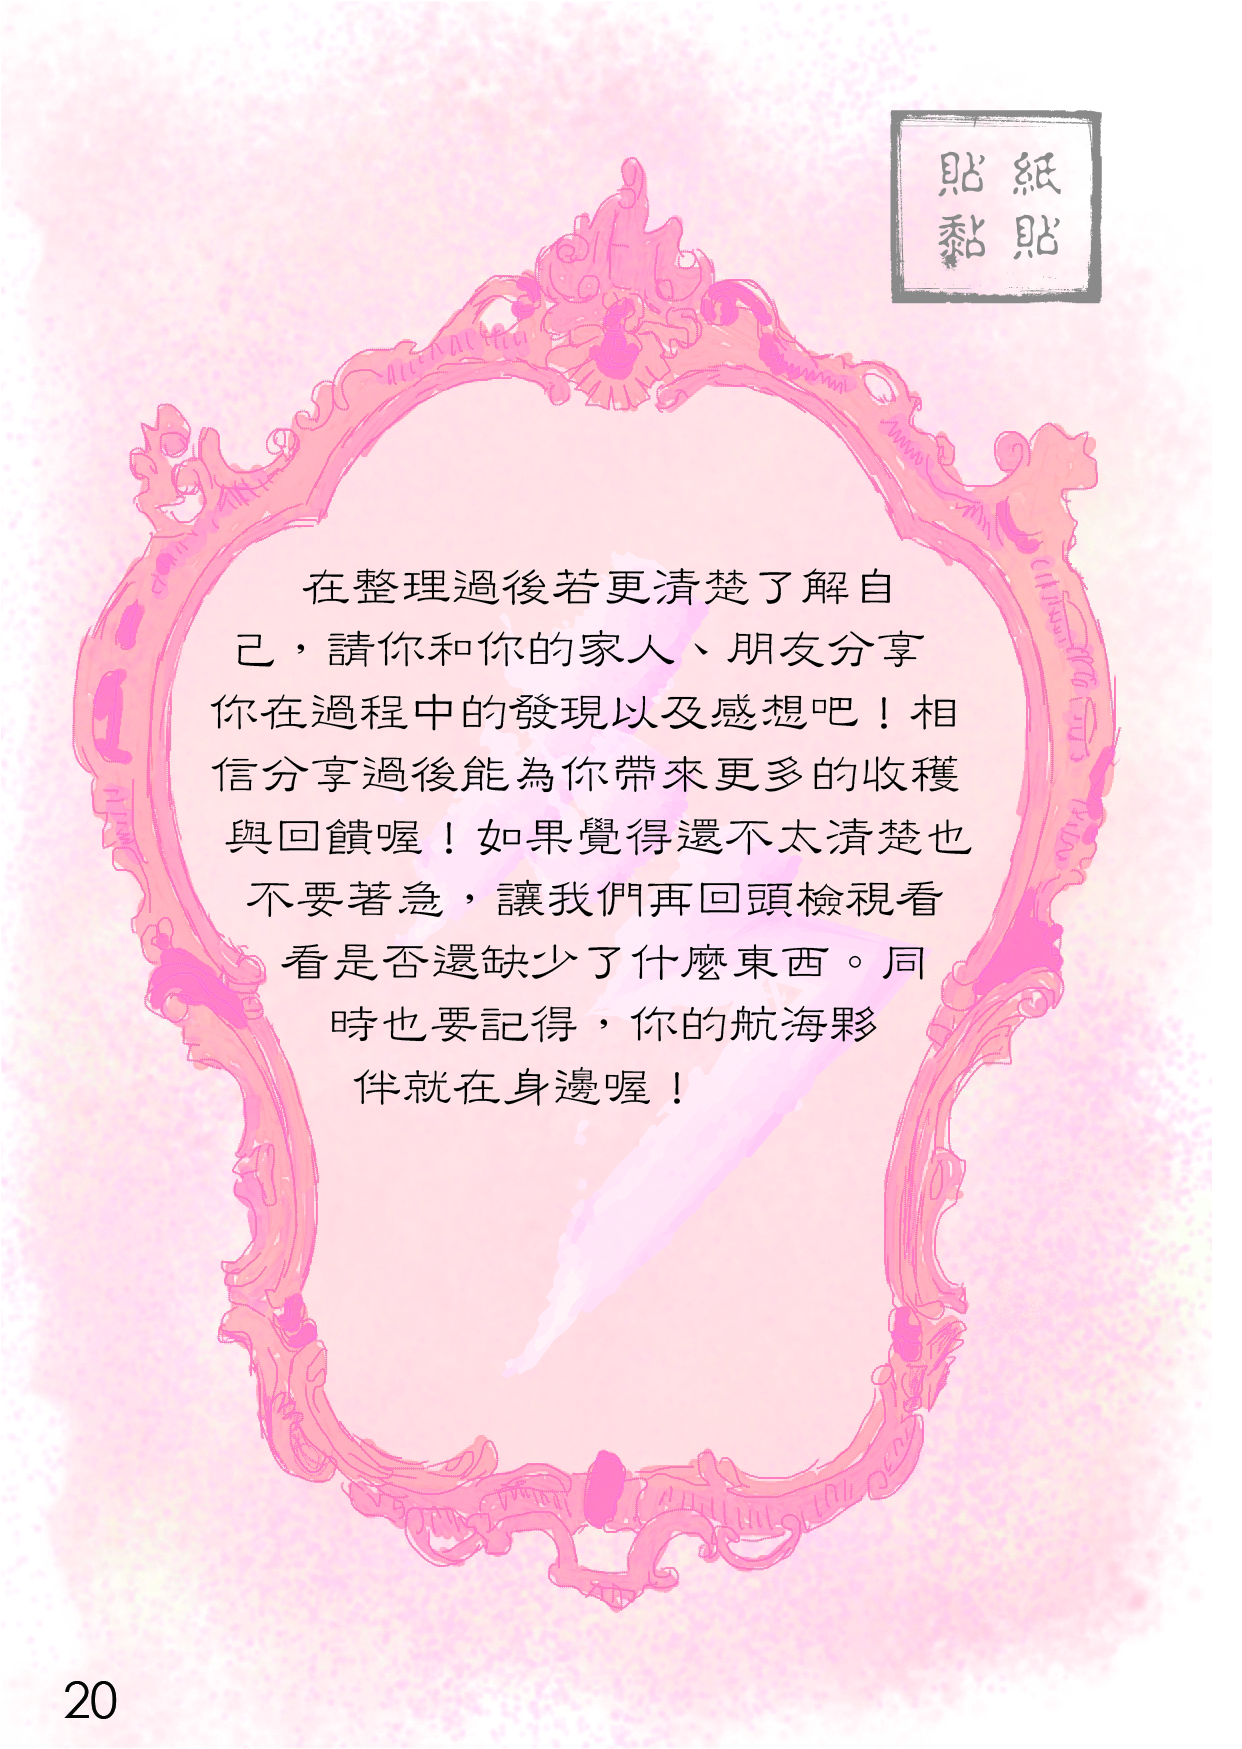 貼紙
黏貼
在整理過後若更清楚了解自
己，請你和你的家人、朋友分享
你在過程中的發現以及感想吧！相
信分享過後能為你帶來更多的收穫
與回饋喔！如果覺得還不太清楚也
不要著急，讓我們再回頭檢視看
看是否還缺少了什麼東西。同
時也要記得，你的航海夥
伴就在身邊喔！
20